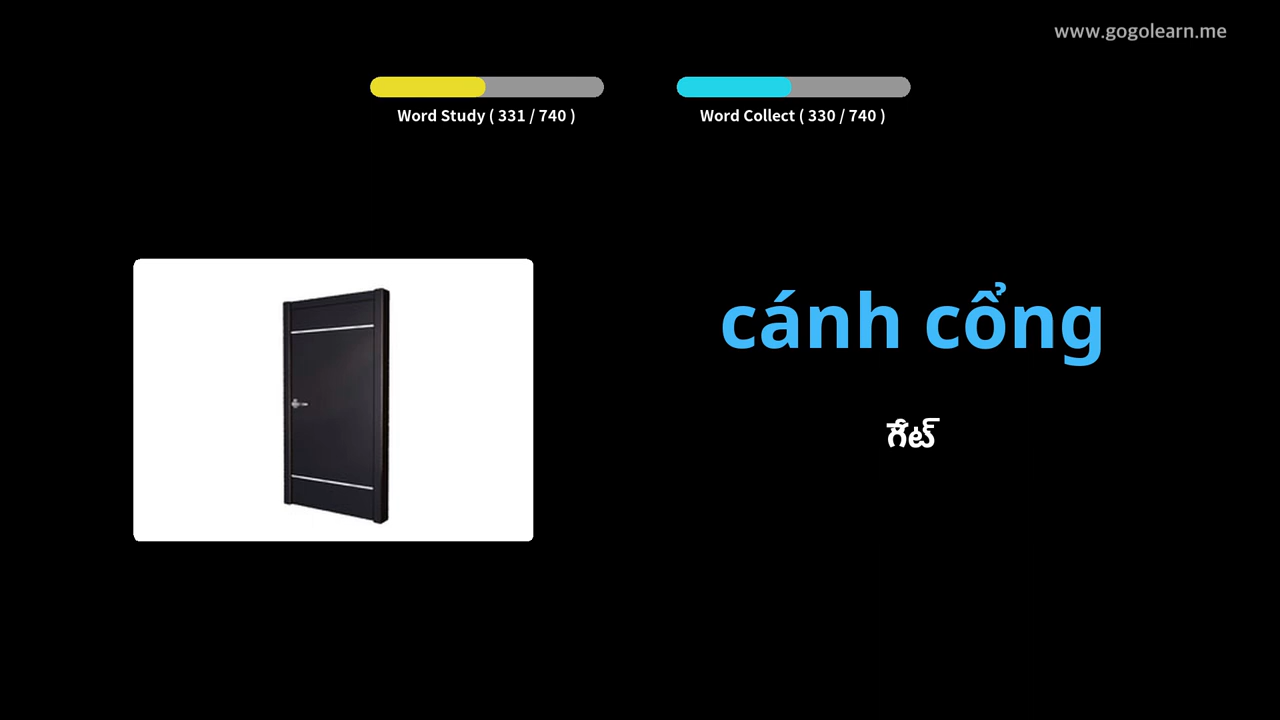 www.gogolearn.me
Word Study ( 331 / 740 )
Word Collect ( 330 / 740 )
cánh cổng
గేట్